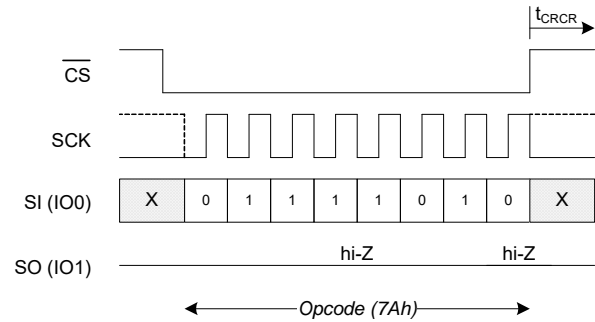 tCRCR
CS
SCK
SI (IO0) X 0 1 1 1 1 0 1 0 X
hi-Z hi-Z
SO (IO1)
Opcode (7Ah)